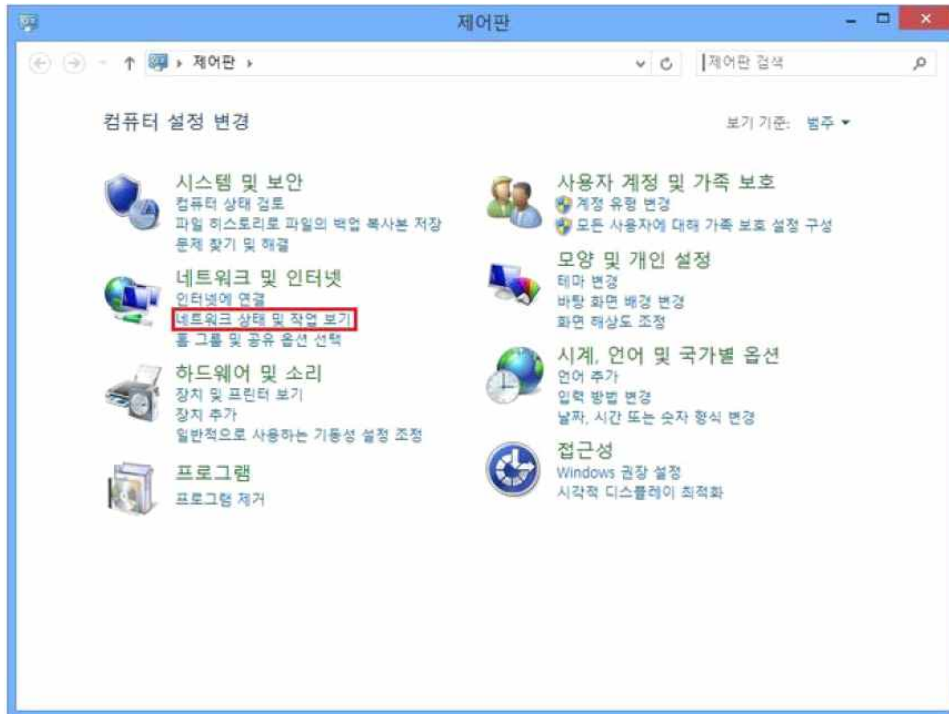 제어판
제어판
제어판 검색
컴퓨터 설정 변경
보기 기준: 범주
시스템 및 보안
컴퓨터 상태 검토
파일 히스토리로 파일의 백업 복사본 저장
문제 찾기 및 해결
네트워크 및 인터넷
인터넷에 연결
네트워크 상태 및 작업 보기
홈 그룹 및 공유 옵션 선택
하드웨어 및 소리
장치 및 프린터 보기
장치 추가
일반적으로 사용하는 기동성 설정 조정
프로그램
프로그램 제거
사용자 계정 및 가족 보호
계정 유형 변경
모든 사용자에 대해 가족 보호 설정 구성
모양 및 개인 설정
테마 변경
바탕 화면 배경 변경
화면 해상도 조정
시계, 언어 및 국가별 옵션
언어 추가
입력 방법 변경
날짜, 시간 또는 숫자 형식 변경
접근성
Windows 권장 설정
시각적 디스플레이 최적화